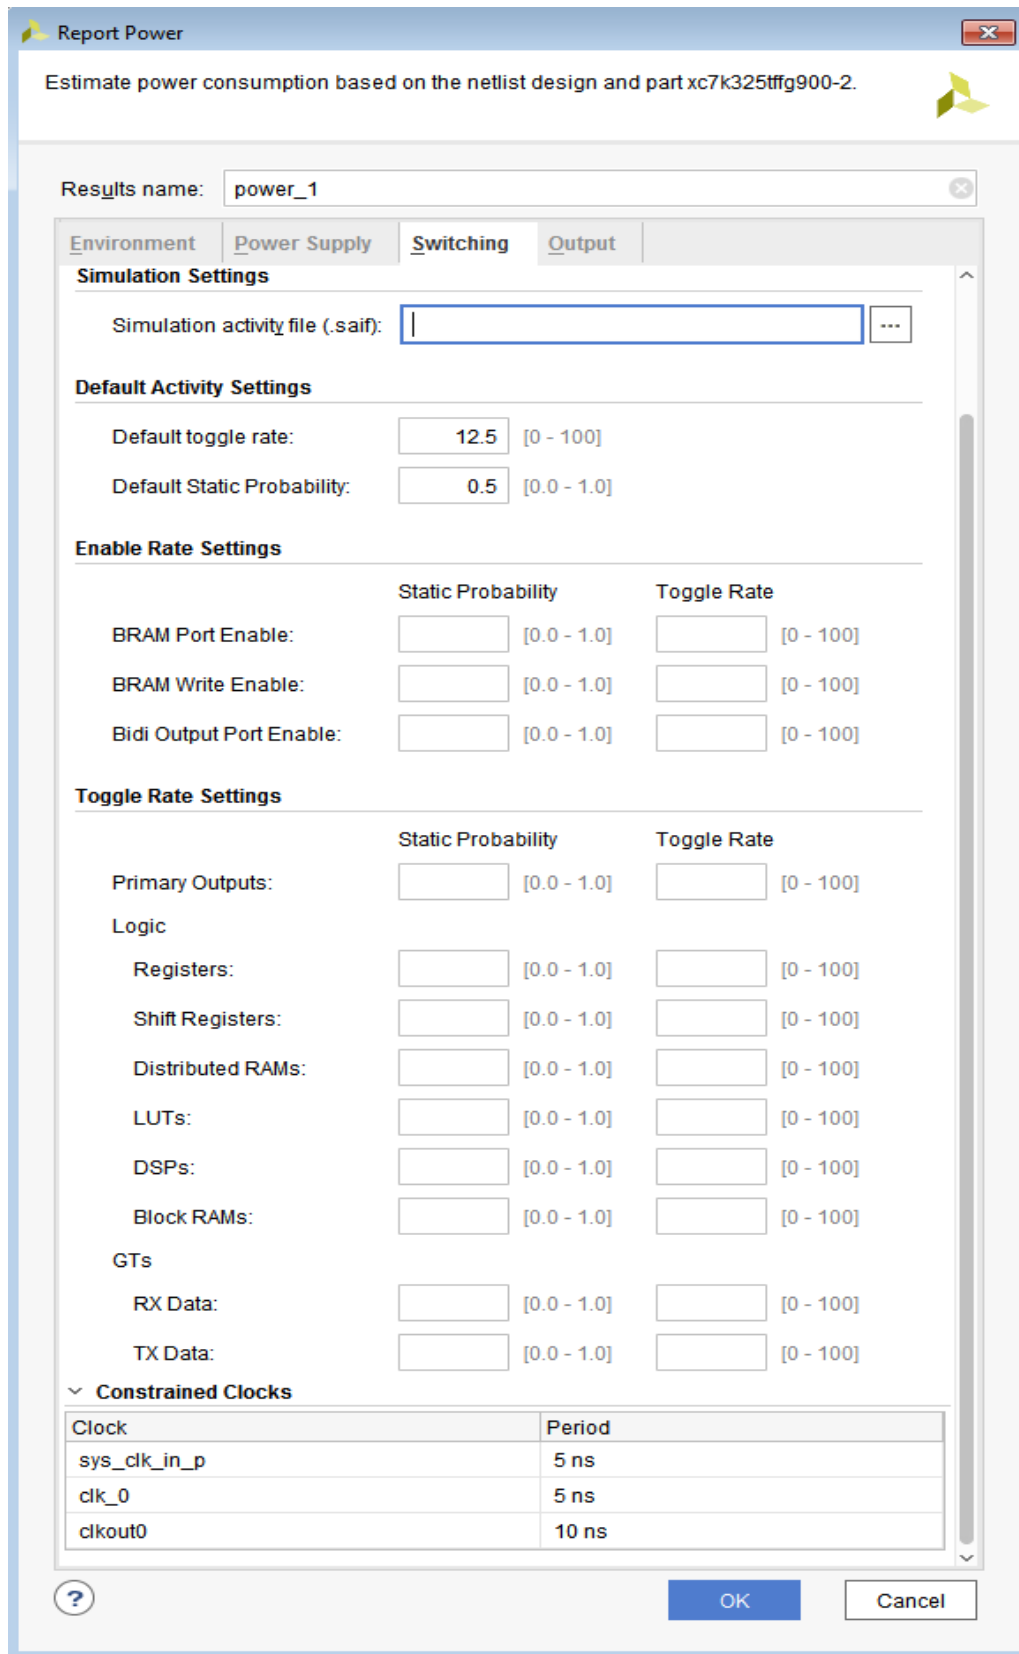 Report Power
Estimate power consumption based on the netlist design and part xc7k325tffg900-2.
Results name: power_1
Environment Power Supply Switching Output
Simulation Settings
Simulation activity file (.saif): ...
Default Activity Settings
Default toggle rate: 12.5 [0 - 100]
Default Static Probability: 0.5 [0.0 - 1.0]
Enable Rate Settings
Static Probability Toggle Rate
BRAM Port Enable: [0.0 - 1.0] [0 - 100]
BRAM Write Enable: [0.0 - 1.0] [0 - 100]
Bidi Output Port Enable: [0.0 - 1.0] [0 - 100]
Toggle Rate Settings
Static Probability Toggle Rate
Primary Outputs: [0.0 - 1.0] [0 - 100]
Logic
Registers: [0.0 - 1.0] [0 - 100]
Shift Registers: [0.0 - 1.0] [0 - 100]
Distributed RAMs: [0.0 - 1.0] [0 - 100]
LUTs: [0.0 - 1.0] [0 - 100]
DSPs: [0.0 - 1.0] [0 - 100]
Block RAMs: [0.0 - 1.0] [0 - 100]
GTs
RX Data: [0.0 - 1.0] [0 - 100]
TX Data: [0.0 - 1.0] [0 - 100]
Constrained Clocks
Clock Period
sys_clk_in_p 5 ns
clk_0 5 ns
clkout0 10 ns
? OK Cancel